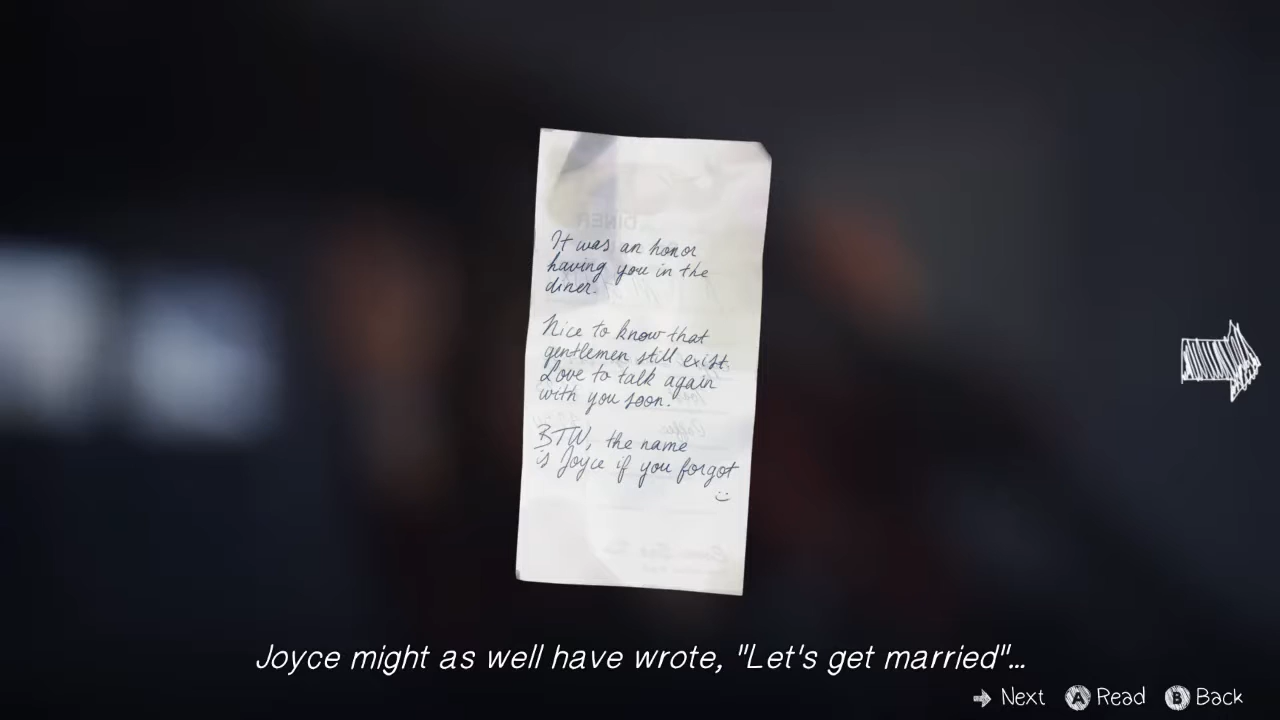 DINER
It was an honor
having you in the
diner.
Nice to know that
gentlemen still exist
Love to talk again
with you soon.
BTW, the name
is Joyce if you forgot
:)
Joyce might as well have wrote, "Let's get married"...
Next A Read B Back